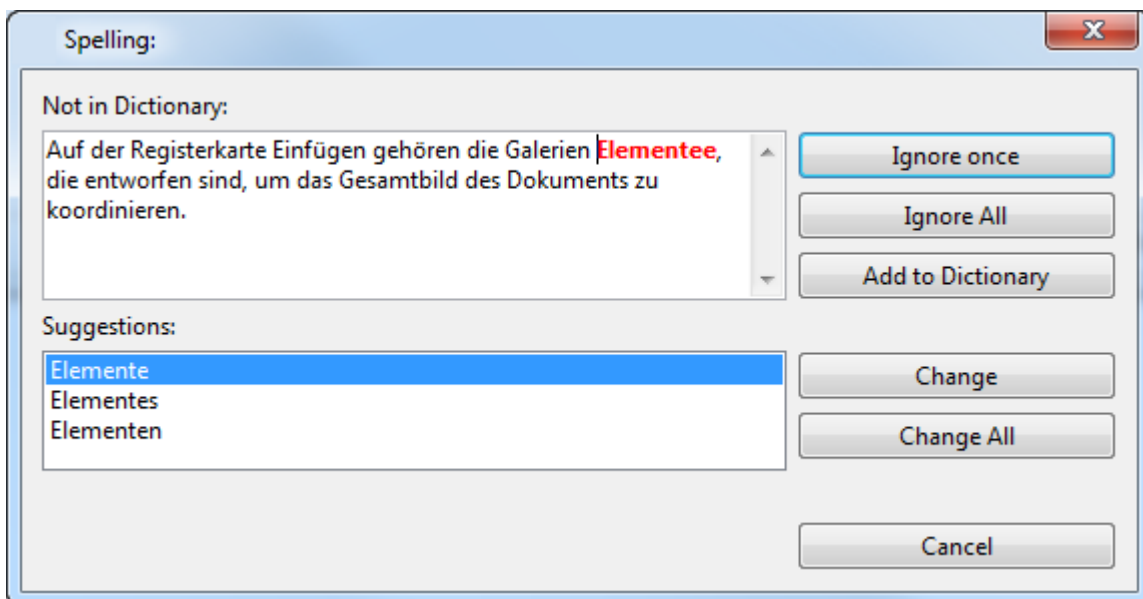 Spelling:
Not in Dictionary:
Auf der Registerkarte Einfügen gehören die Galerien Elementee,
die entworfen sind, um das Gesamtbild des Dokuments zu
koordinieren.
Ignore once
Ignore All
Add to Dictionary
Suggestions:
Elemente
Elementes
Elementen
Change
Change All
Cancel